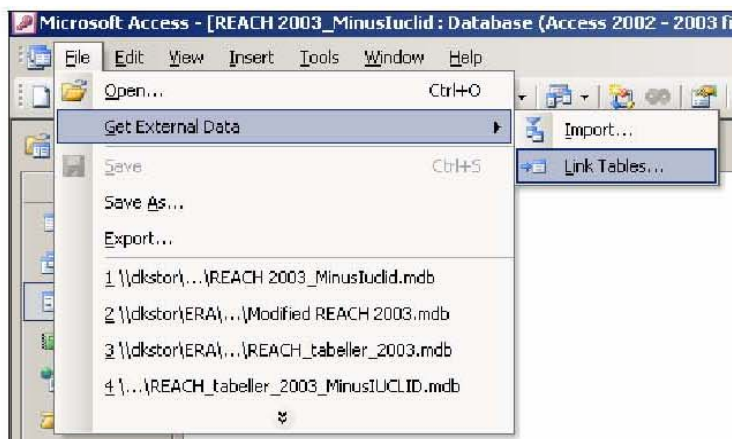 Microsoft Access - [REACH 2003_MinusIuclid : Database (Access 2002 - 2003 fi
File Edit View Insert Tools Window Help
Open... Ctrl+O
Get External Data
Import...
Save Ctrl+S
Link Tables...
Save As...
Export...
1 \\dkstor\...\REACH 2003_MinusIuclid.mdb
2 \\dkstor\ERA\...\Modified REACH 2003.mdb
3 \\dkstor\ERA\...\REACH_tabeller_2003.mdb
4 \...\REACH_tabeller_2003_MinusIUCLID.mdb